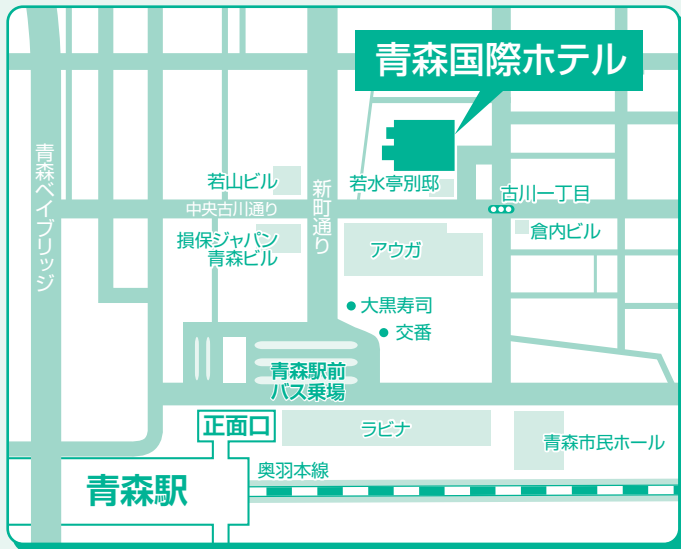 青森国際ホテル
青森ベイブリッジ
若山ビル
新町通り
若水亭別邸
古川一丁目
中央古川通り
倉内ビル
損保ジャパン
青森ビル
アウガ
大黒寿司
交番
青森駅前
バス乗場
正面口
ラビナ
青森市民ホール
奥羽本線
青森駅